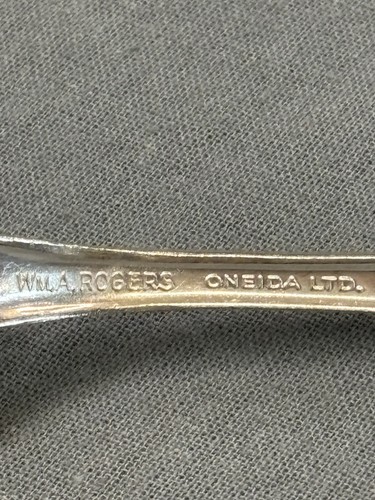 WM. A. ROGERS ONEIDA LTD.